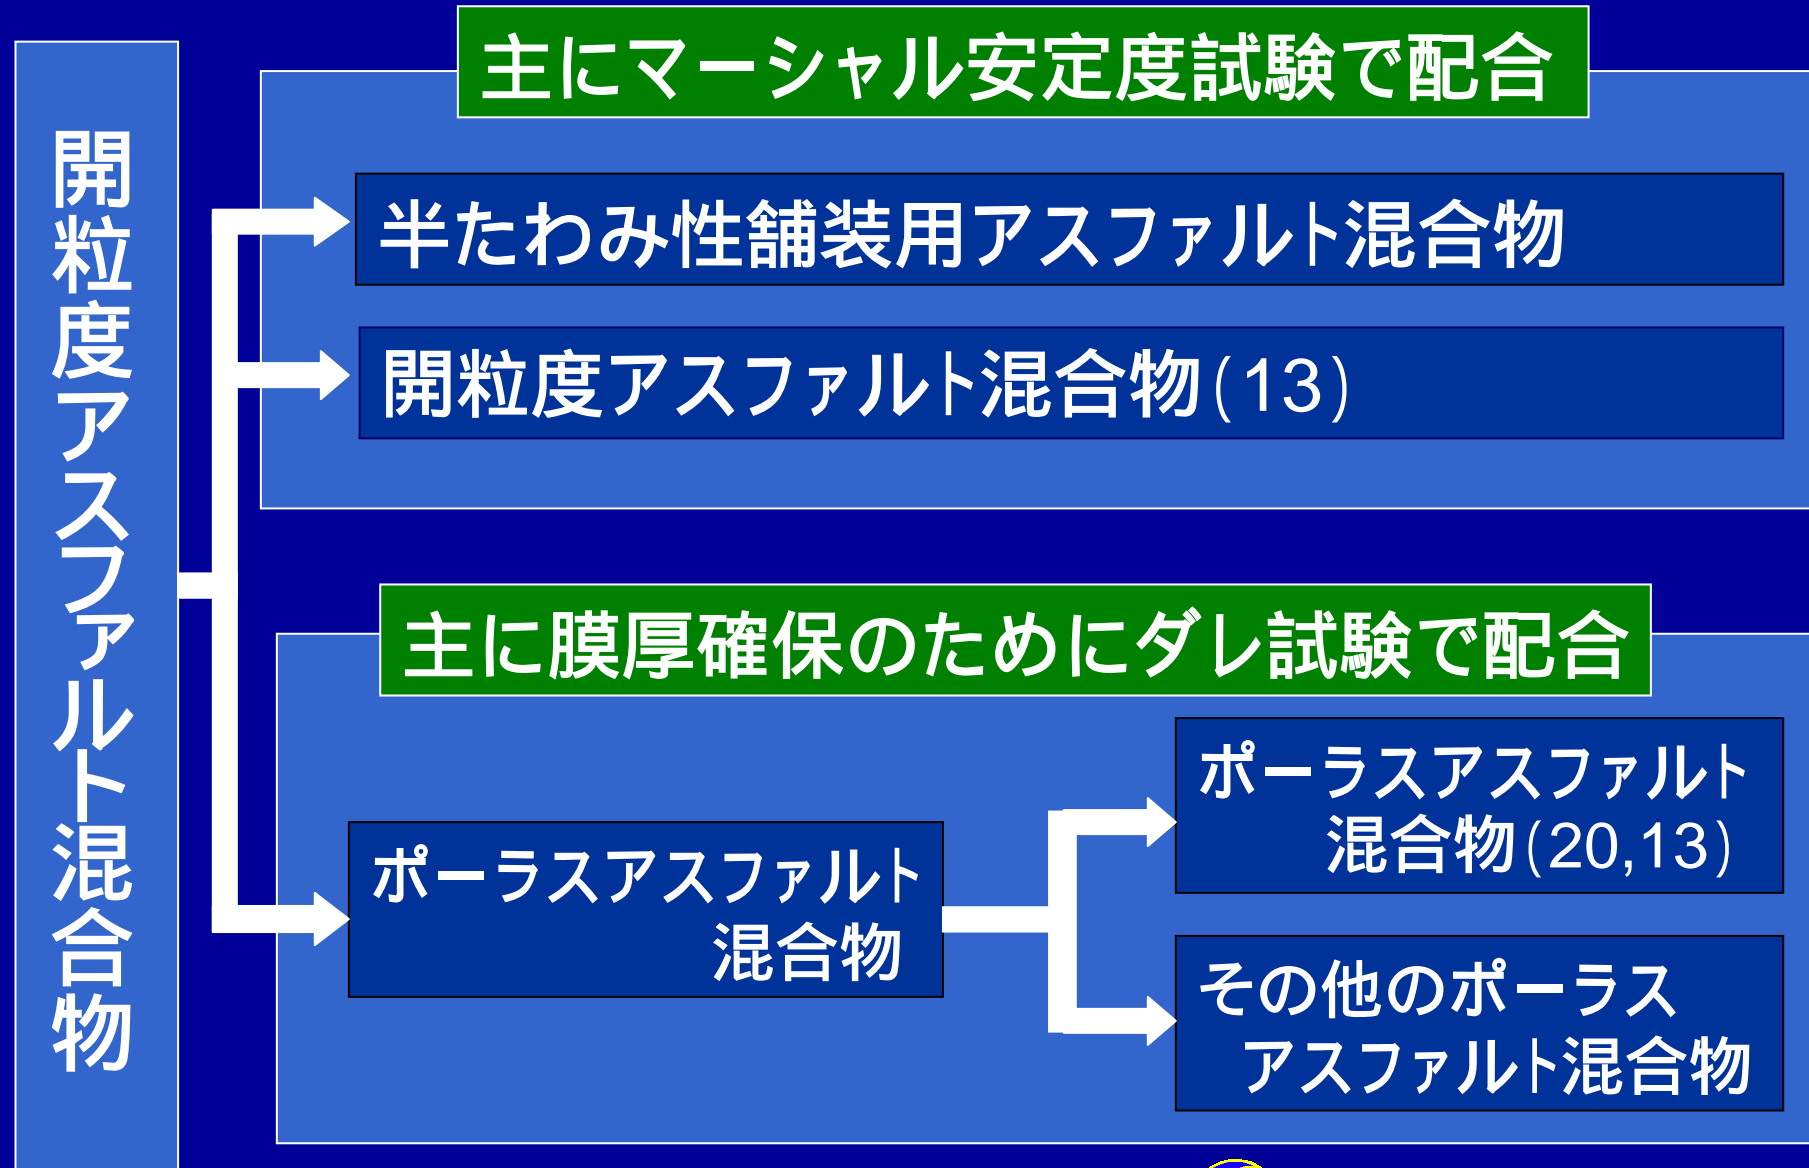 開粒度アスファルト混合物
主にマーシャル安定度試験で配合
半たわみ性舗装用アスファルト混合物
開粒度アスファルト混合物(13)
主に膜厚確保のためにダレ試験で配合
ポーラスアスファルト
混合物
ポーラスアスファルト
混合物(20,13)
その他のポーラス
アスファルト混合物